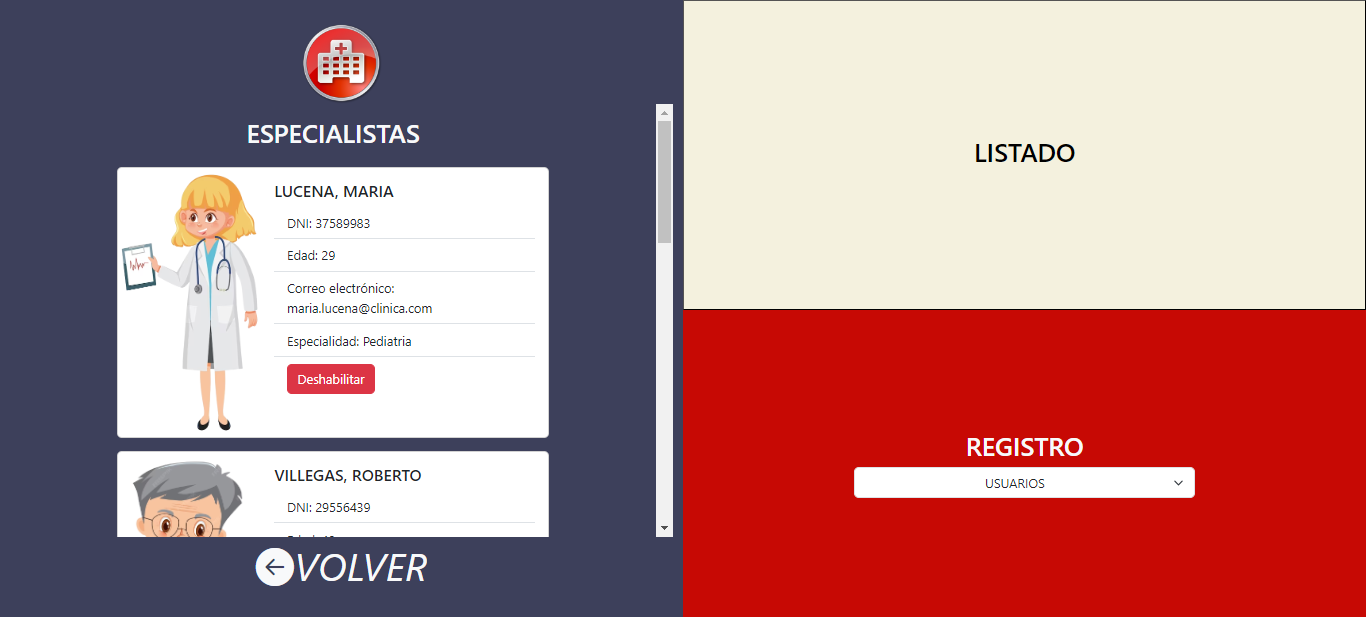 ESPECIALISTAS
LUCENA, MARIA
DNI: 37589983
Edad: 29
Correo electrónico:
maria.lucena@clinica.com
Especialidad: Pediatria
Deshabilitar
VILLEGAS, ROBERTO
DNI: 29556439
VOLVER
LISTADO
REGISTRO
USUARIOS